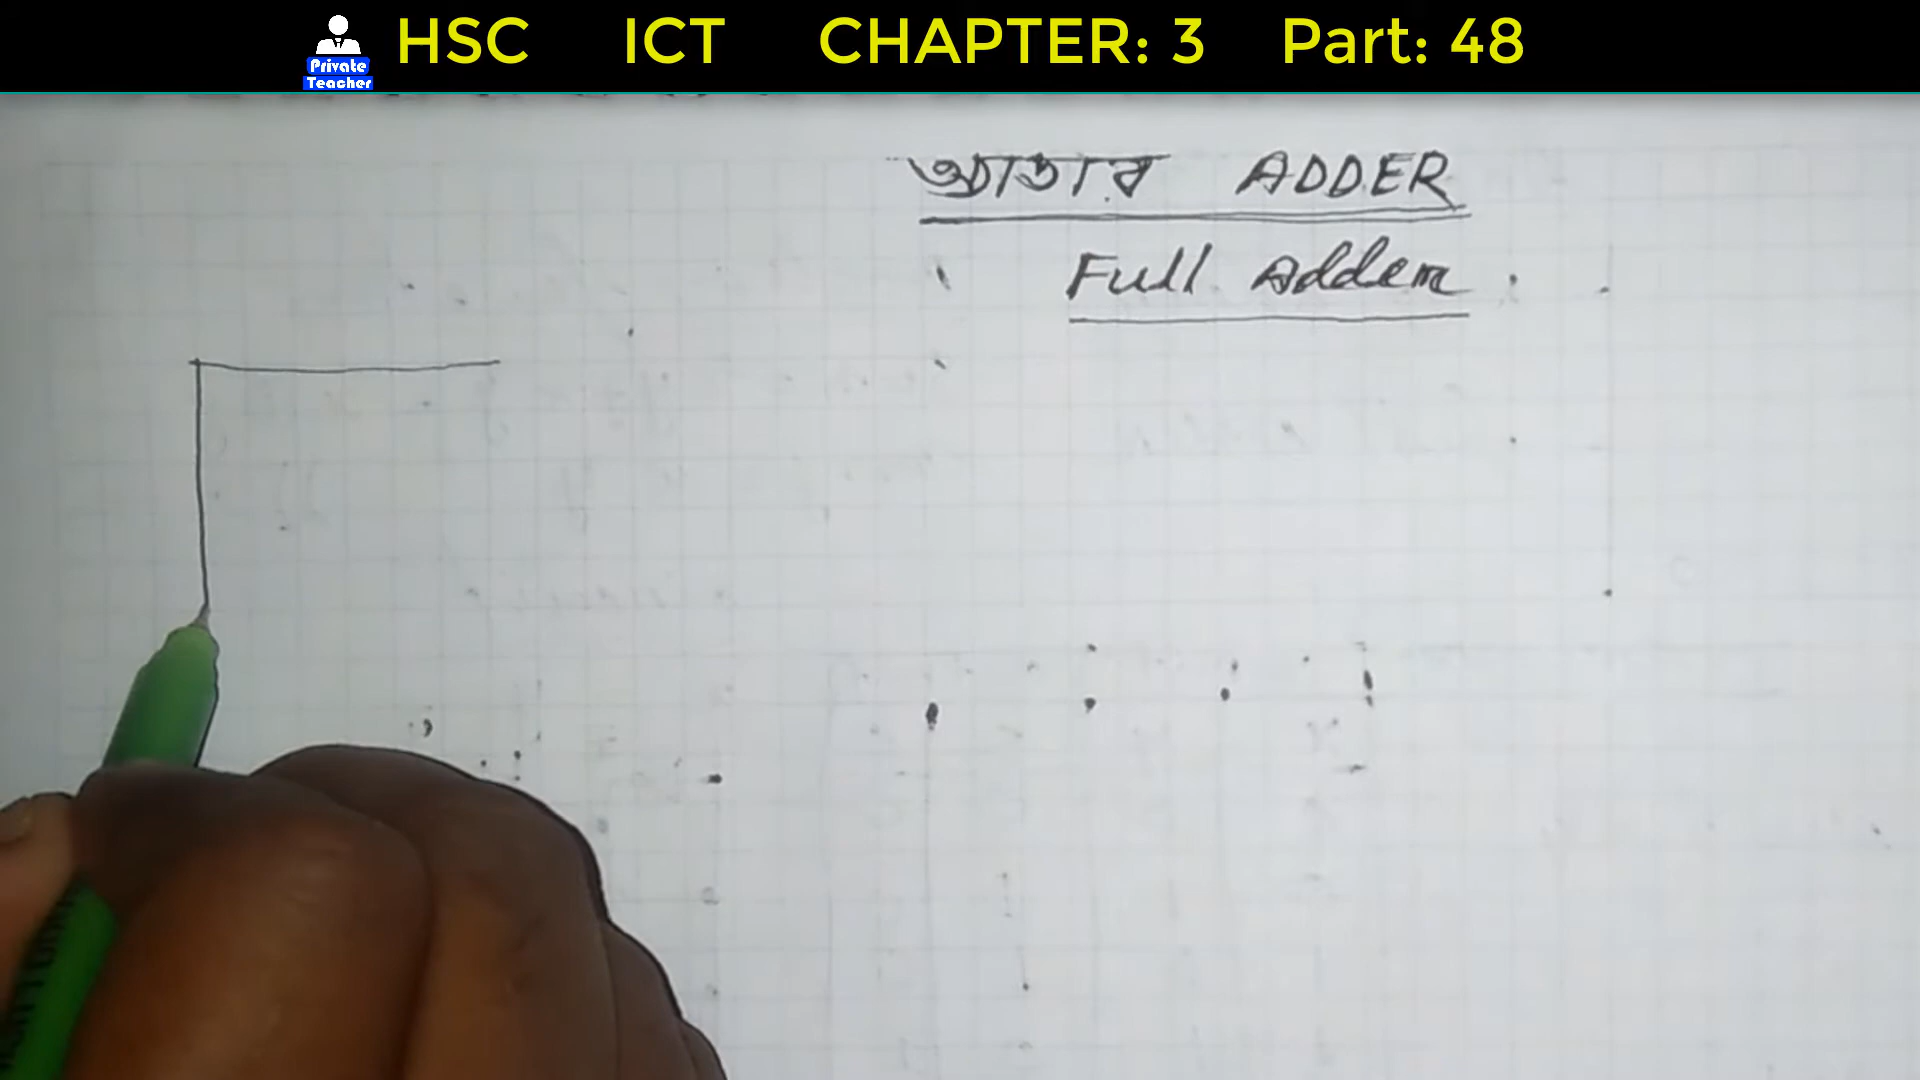 HSC ICT CHAPTER: 3 Part: 48
Private
Teacher
অ্যাডার ADDER
Full Adder